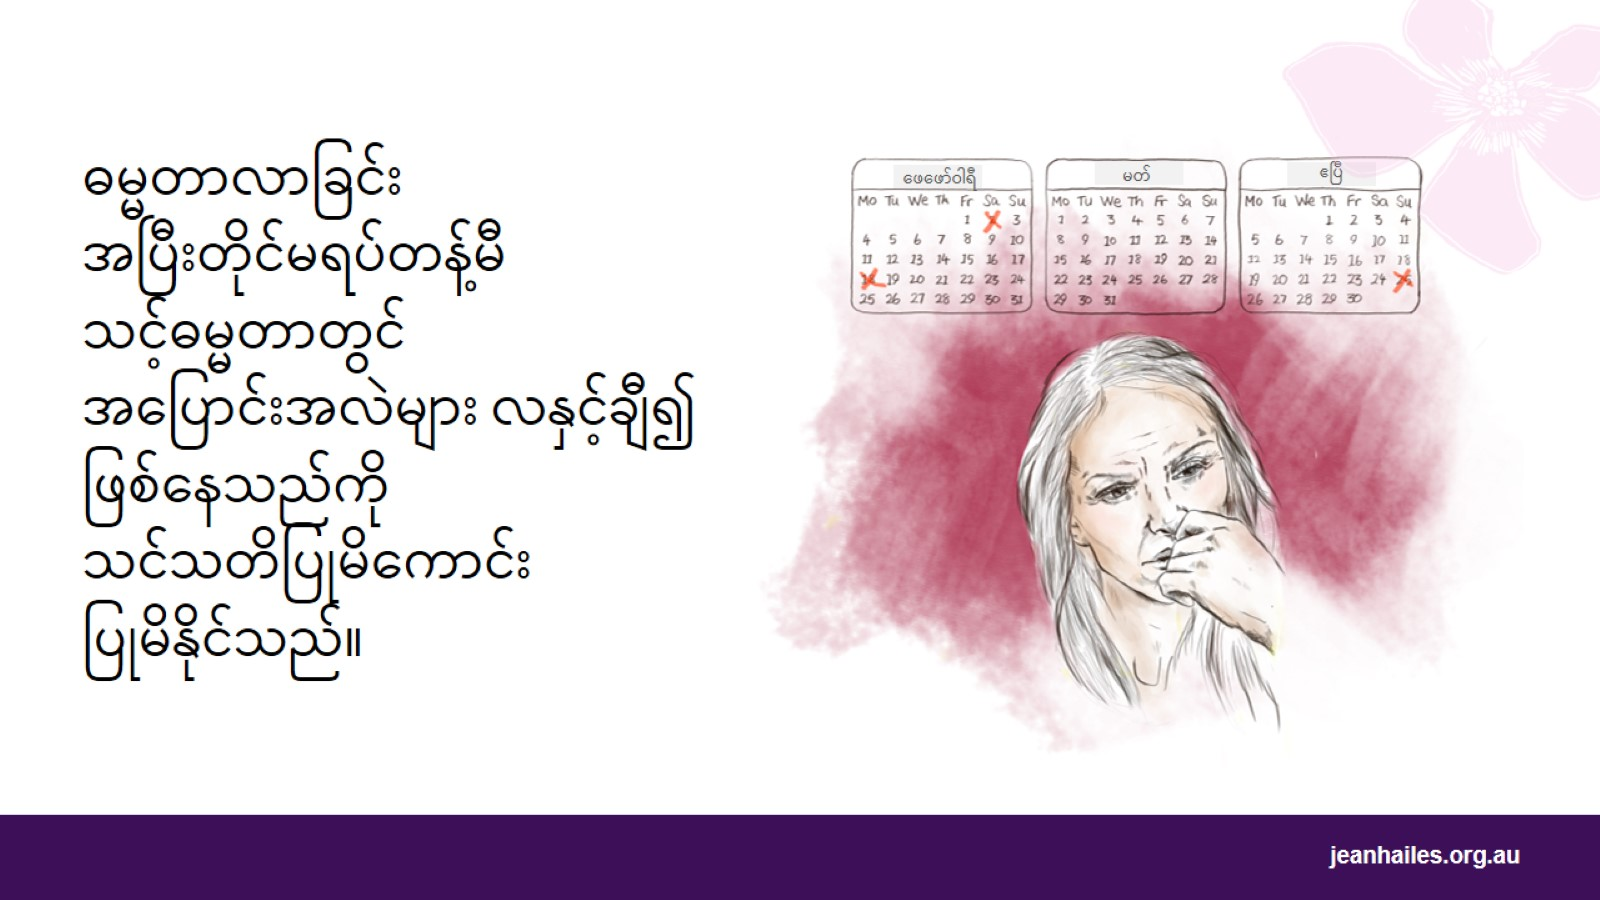 ဓမ္မတာလာခြင်း
အပြီးတိုင်မရပ်တန့်မီ
သင့်ဓမ္မတာတွင်
အပြောင်းအလဲများ လနှင့်ချီ၍
ဖြစ်နေသည်ကို
သင်သတိပြုမိကောင်း
ပြုမိနိုင်သည်။
ဖေဖော်ဝါရီ
Mo Tu We Th Fr Sa Su
1 3
4 5 6 7 8 9 10
11 12 13 14 15 16 17
19 20 21 22 23 24
25 26 27 28 29 30 31
မတ်
Mo Tu We Th Fr Sa Su
1 2 3 4 5 6 7
8 9 10 11 12 13 14
15 16 17 18 19 20 21
22 23 24 25 26 27 28
29 30 31
ဧပြီ
Mo Tu We Th Fr Sa Su
1 2 3 4
5 6 7 8 9 10 11
12 13 14 15 16 17 18
19 20 21 22 23 24
26 27 28 29 30
jeanhailes.org.au